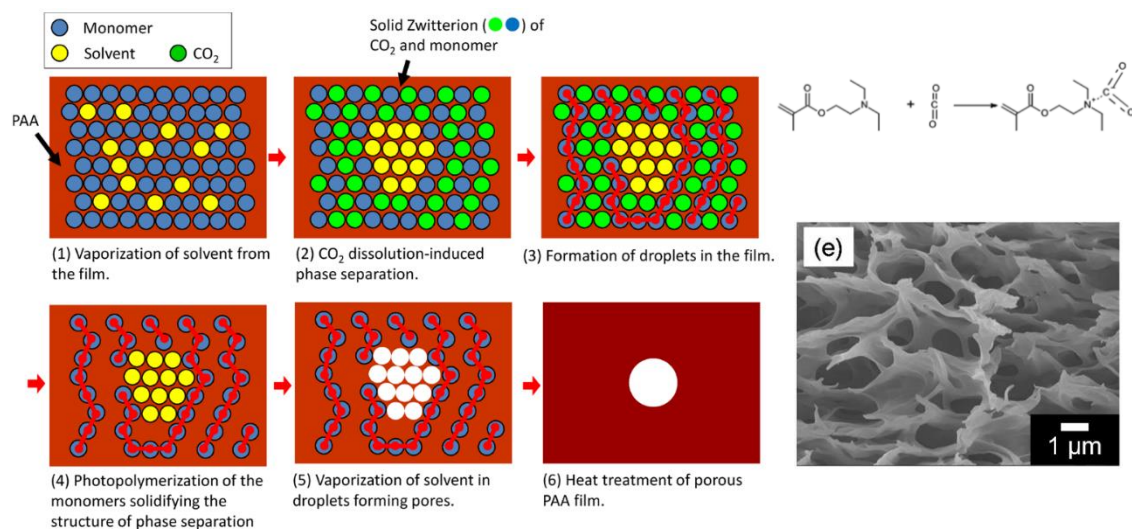 Monomer
Solvent
CO₂
Solid Zwitterion ( ) of
CO₂ and monomer
PAA
(1) Vaporization of solvent from
the film.
(2) CO₂ dissolution-induced
phase separation.
(3) Formation of droplets in the film.
(4) Photopolymerization of the
monomers solidifying the
structure of phase separation
(5) Vaporization of solvent in
droplets forming pores.
(6) Heat treatment of porous
PAA film.
O
O
N
+
O
C
O
O
O
N⁺
C
O
O
(e)
1 μm